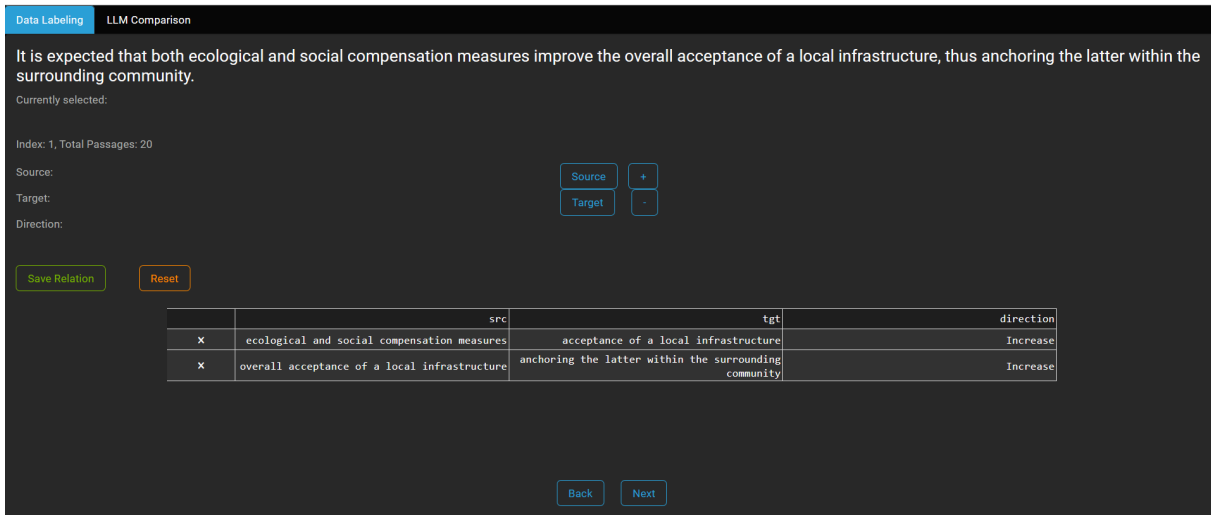 Data Labeling LLM Comparison
It is expected that both ecological and social compensation measures improve the overall acceptance of a local infrastructure, thus anchoring the latter within the
surrounding community.
Currently selected:
Index: 1, Total Passages: 20
Source:
Source +
Target:
Target -
Direction:
Save Relation Reset
src tgt direction
x ecological and social compensation measures acceptance of a local infrastructure Increase
x overall acceptance of a local infrastructure anchoring the latter within the surrounding community Increase
Back Next